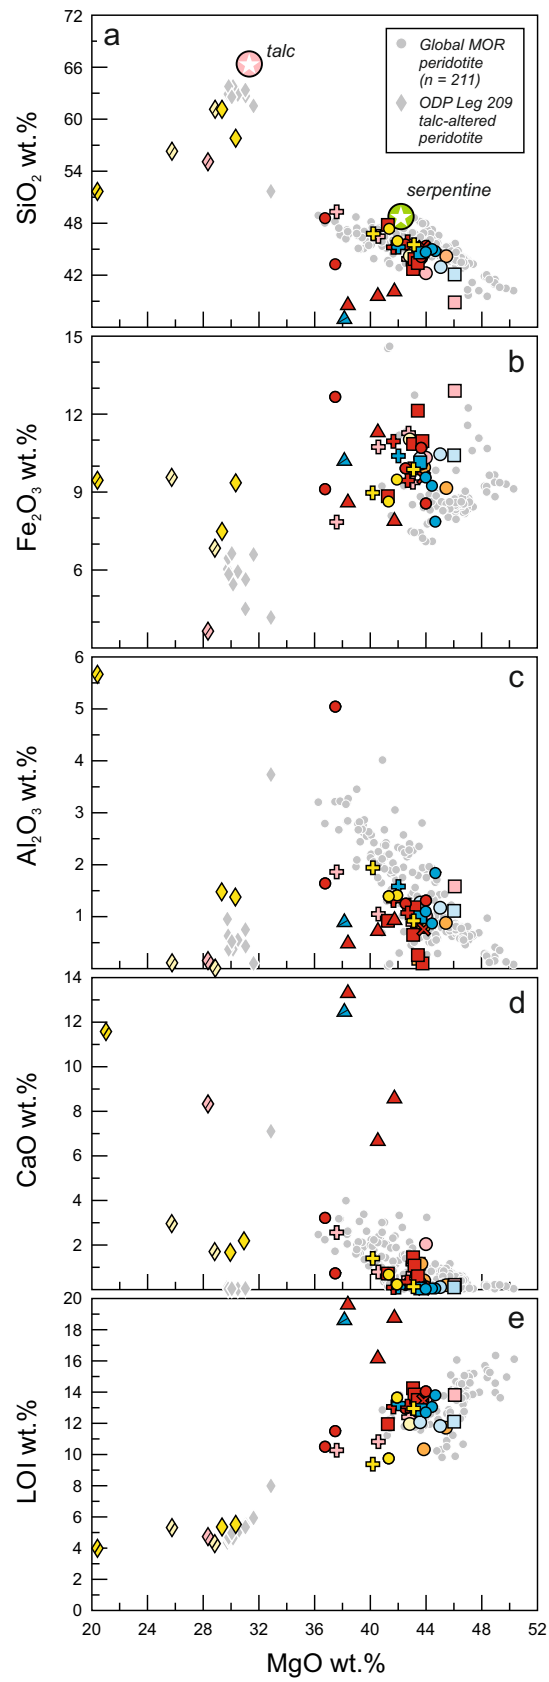 72
a
talc
Global MOR
peridotite
(n = 211)
ODP Leg 209
talc-altered
peridotite
66
60
54
48
42
SiO₂ wt.%
serpentine
15
b
12
9
6
Fe₂O₃ wt.%
6
c
5
4
3
2
1
Al₂O₃ wt.%
14
d
12
10
8
6
4
2
CaO wt.%
20
e
18
16
14
12
10
8
6
4
2
0
LOI wt.%
20 24 28 32 36 40 44 48 52
MgO wt.%